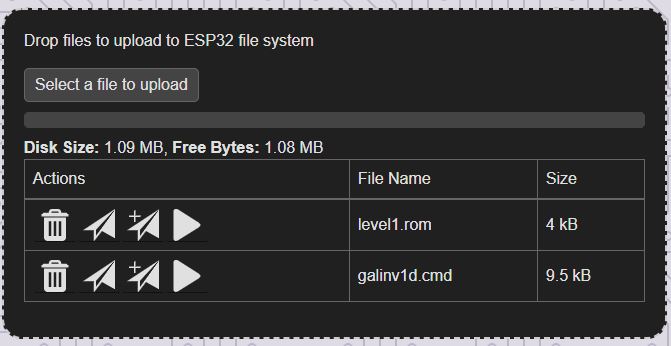 Drop files to upload to ESP32 file system
Select a file to upload
Disk Size: 1.09 MB, Free Bytes: 1.08 MB
Actions File Name Size
level1.rom 4 kB
galinv1d.cmd 9.5 kB